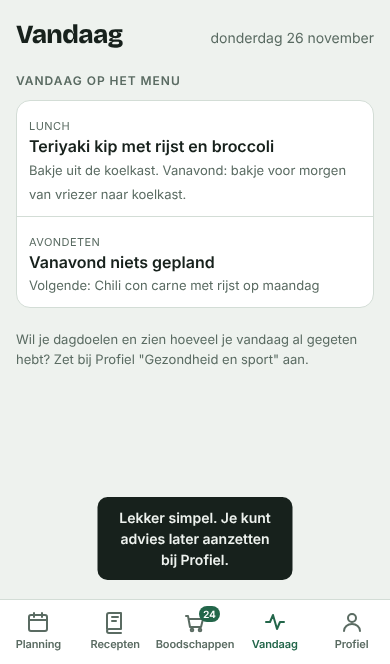 Vandaag
donderdag 26 november
VANDAAG OP HET MENU
LUNCH
Teriyaki kip met rijst en broccoli
Bakje uit de koelkast. Vanavond: bakje voor morgen
van vriezer naar koelkast.
AVONDETEN
Vanavond niets gepland
Volgende: Chili con carne met rijst op maandag
Wil je dagdoelen en zien hoeveel je vandaag al gegeten
hebt? Zet bij Profiel "Gezondheid en sport" aan.
Lekker simpel. Je kunt
advies later aanzetten
bij Profiel.
24
Planning
Recepten
Boodschappen
Vandaag
Profiel